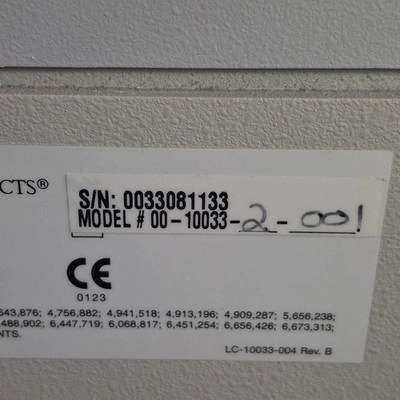 CTS®
S/N: 0033081133
MODEL # 00-10033-2-001
CE
0123
643,876; 4,756,882; 4,941,518; 4,913,196; 4,909,287; 5,656,238;
488,902; 6,447,719; 6,068,817; 6,451,254; 6,656,426; 6,673,313;
NTS.
LC-10033-004 Rev. B